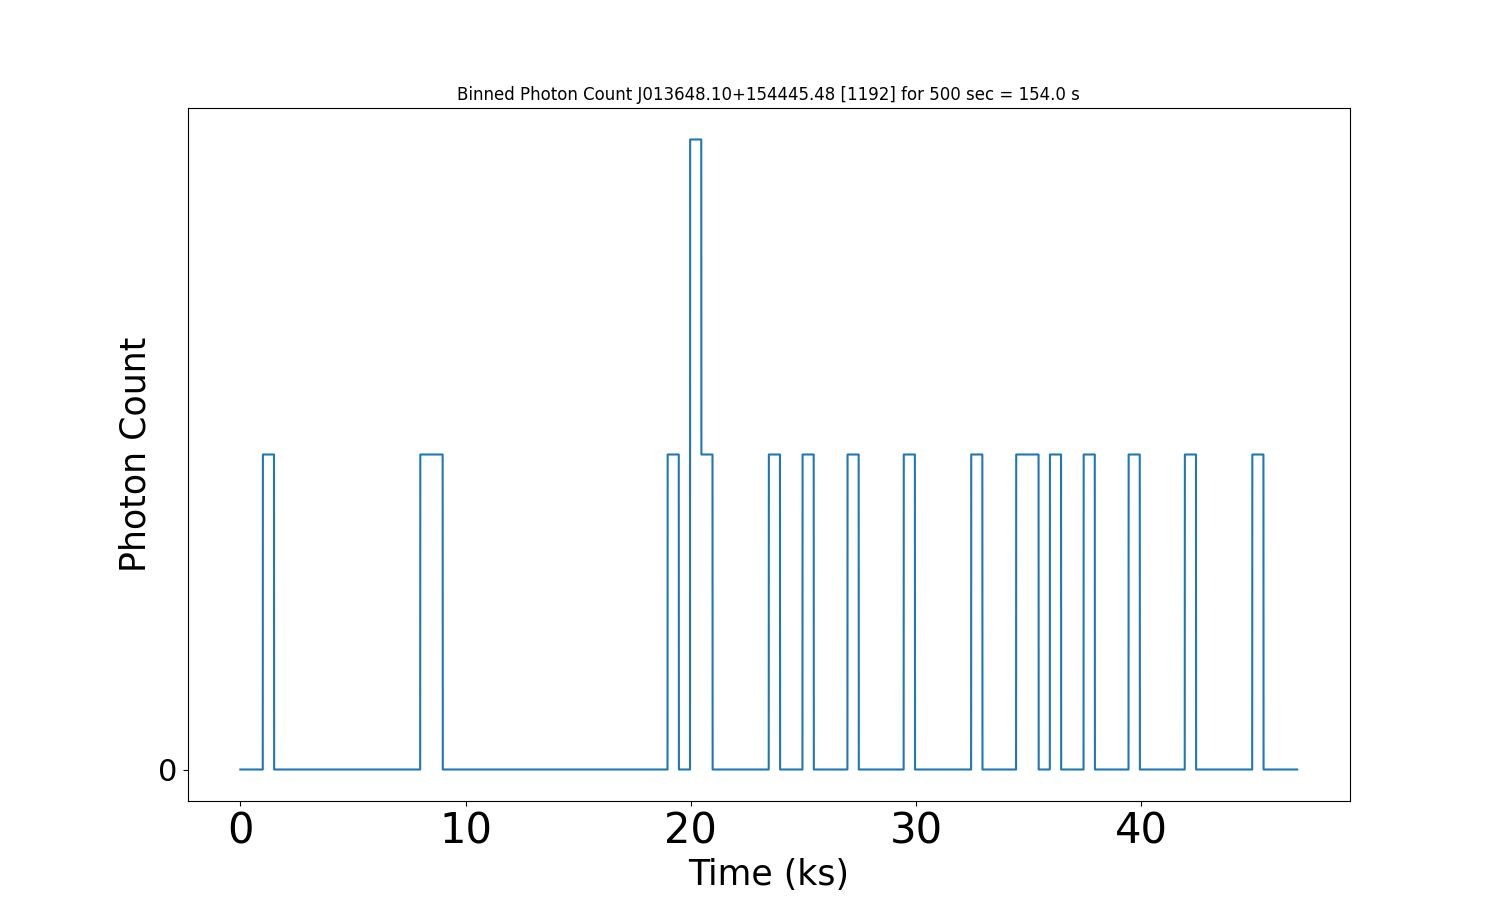 Binned Photon Count J013648.10+154445.48 [1192] for 500 sec = 154.0 s
Photon Count
0
0 10 20 30 40
Time (ks)